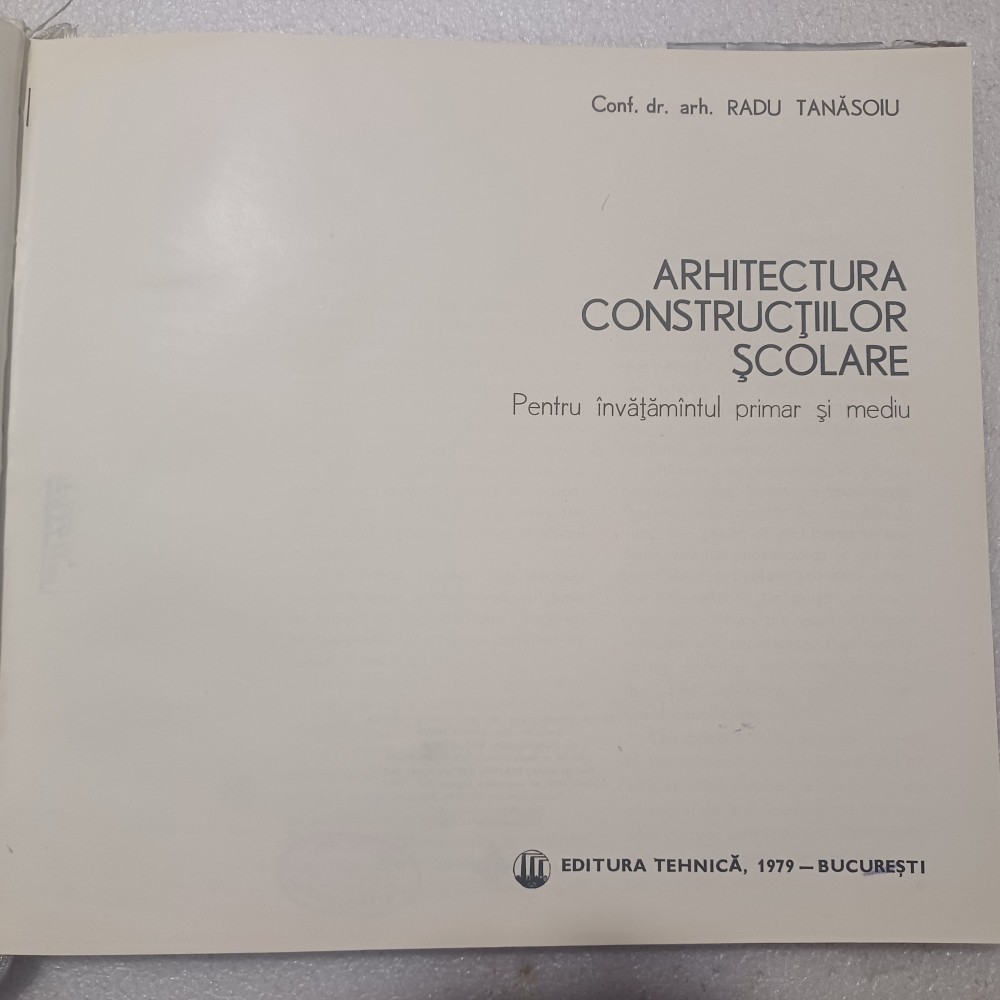 Conf. dr. arh. RADU TANĂSOIU
ARHITECTURA
CONSTRUCŢIILOR
ŞCOLARE
Pentru învăţămîntul primar şi mediu
EDITURA TEHNICĂ, 1979 — BUCUREŞTI